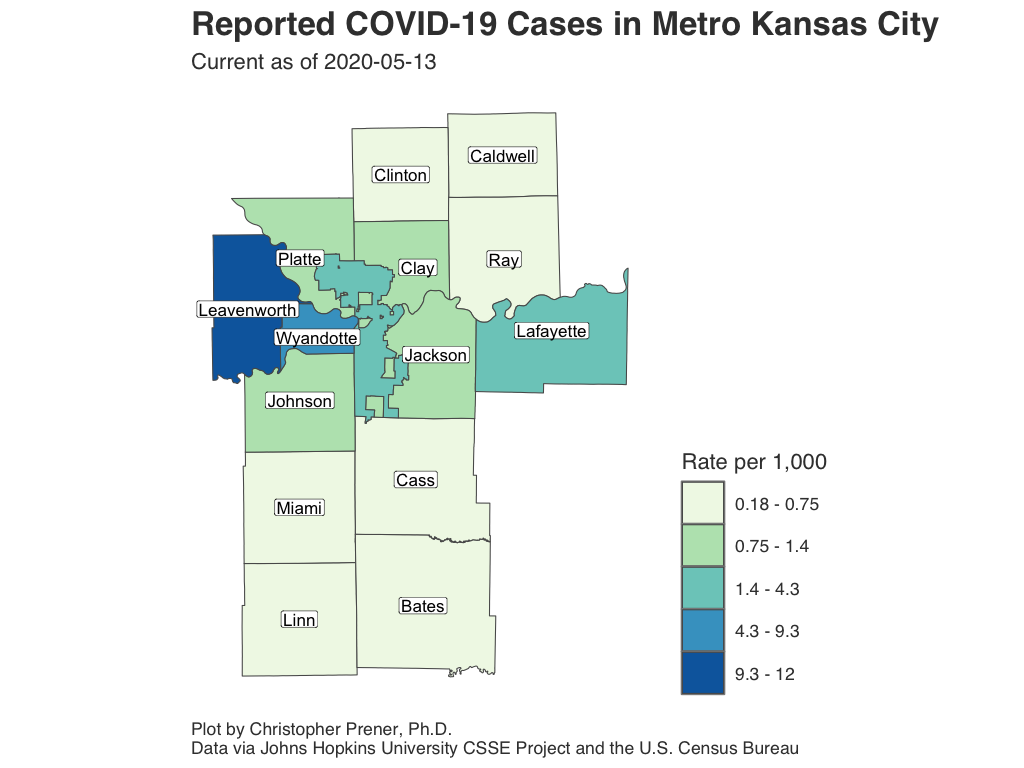 Reported COVID-19 Cases in Metro Kansas City
Current as of 2020-05-13
Caldwell
Clinton
Platte
Clay
Ray
Leavenworth
Wyandotte
Lafayette
Jackson
Johnson
Cass
Miami
Bates
Linn
Rate per 1,000
0.18 - 0.75
0.75 - 1.4
1.4 - 4.3
4.3 - 9.3
9.3 - 12
Plot by Christopher Prener, Ph.D.
Data via Johns Hopkins University CSSE Project and the U.S. Census Bureau